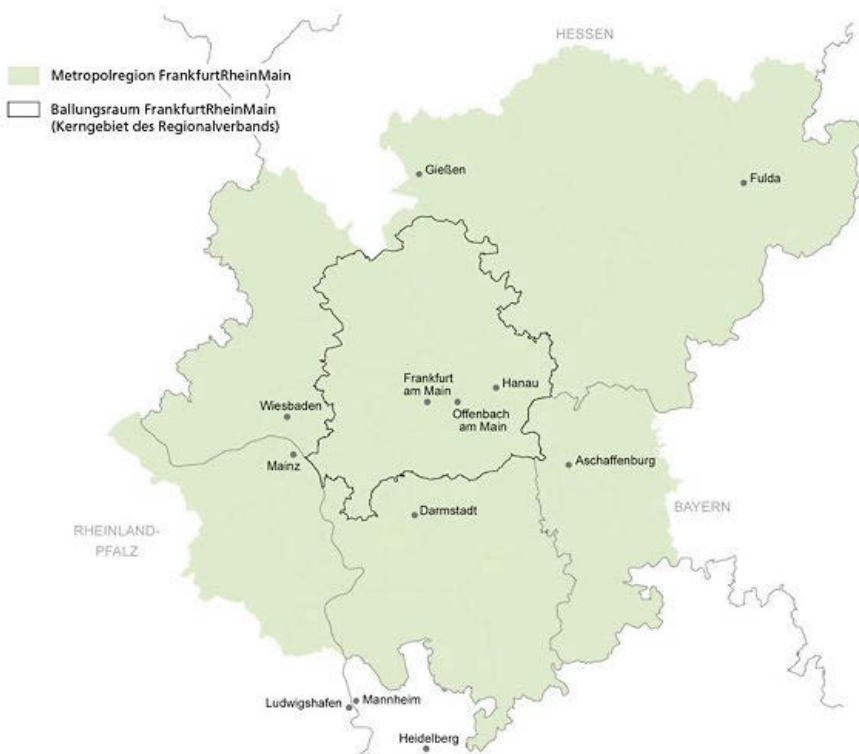 HESSEN
Metropolregion FrankfurtRheinMain
Ballungsraum FrankfurtRheinMain
(Kerngebiet des Regionalverbands)
Gießen
Fulda
Frankfurt
am Main
Hanau
Offenbach
am Main
Wiesbaden
Mainz
Aschaffenburg
Darmstadt
BAYERN
RHEINLAND-
PFALZ
Ludwigshafen
Mannheim
Heidelberg